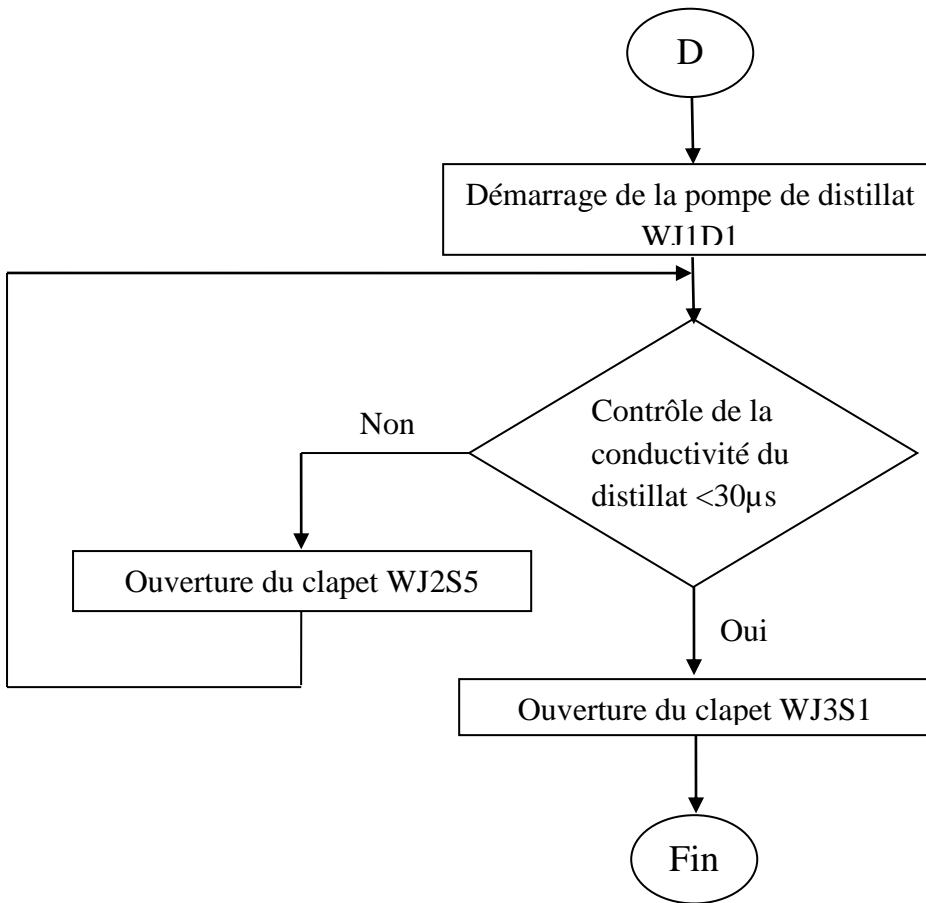 D
Démarrage de la pompe de distillat
WJ1D1
Contrôle de la
conductivité du
distillat <30µs
Non
Ouverture du clapet WJ2S5
Oui
Ouverture du clapet WJ3S1
Fin